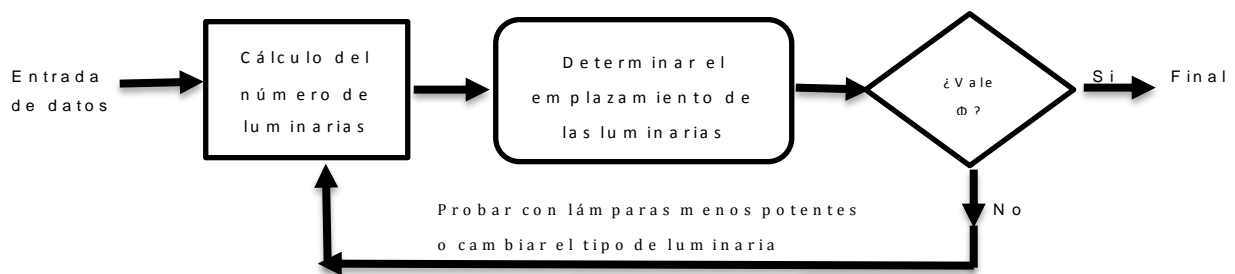 Entrada
de datos
Cálculo del
número de
luminarias
Determinar el
emplazamiento de
las luminarias
¿Vale
Φ?
Si
Final
No
Probar con lámparas menos potentes
o cambiar el tipo de luminaria